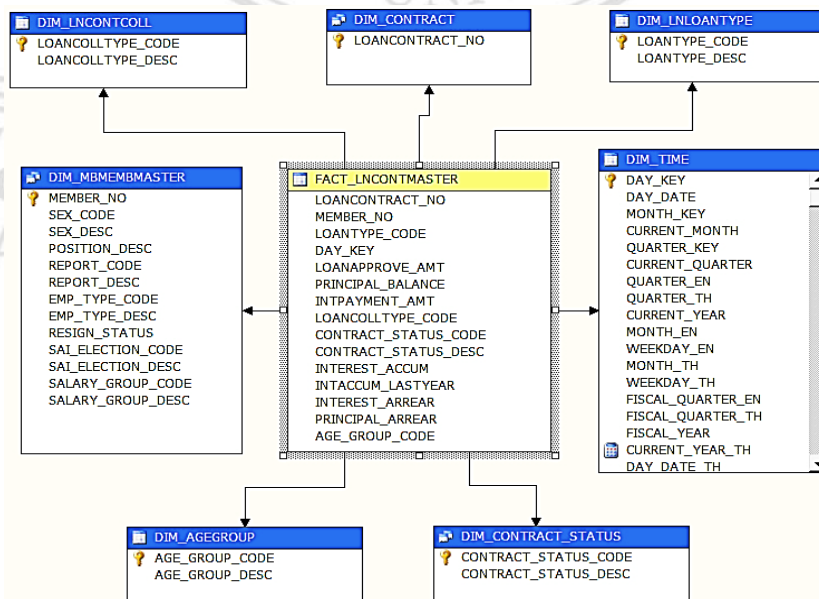 DIM_LNCONTCOLL
LOANCOLLTYPE_CODE
LOANCOLLTYPE_DESC
DIM_CONTRACT
LOANCONTRACT_NO
DIM_LNLOANTYPE
LOANTYPE_CODE
LOANTYPE_DESC
DIM_MBMEMBMASTER
MEMBER_NO
SEX_CODE
SEX_DESC
POSITION_DESC
REPORT_CODE
REPORT_DESC
EMP_TYPE_CODE
EMP_TYPE_DESC
RESIGN_STATUS
SAI_ELECTION_CODE
SAI_ELECTION_DESC
SALARY_GROUP_CODE
SALARY_GROUP_DESC
FACT_LNCONTMASTER
LOANCONTRACT_NO
MEMBER_NO
LOANTYPE_CODE
DAY_KEY
LOANAPPROVE_AMT
PRINCIPAL_BALANCE
INTPAYMENT_AMT
LOANCOLLTYPE_CODE
CONTRACT_STATUS_CODE
CONTRACT_STATUS_DESC
INTEREST_ACCUM
INTACCUM_LASTYEAR
INTEREST_ARREAR
PRINCIPAL_ARREAR
AGE_GROUP_CODE
DIM_TIME
DAY_KEY
DAY_DATE
MONTH_KEY
CURRENT_MONTH
QUARTER_KEY
CURRENT_QUARTER
QUARTER_EN
QUARTER_TH
CURRENT_YEAR
MONTH_EN
WEEKDAY_EN
MONTH_TH
WEEKDAY_TH
FISCAL_QUARTER_EN
FISCAL_QUARTER_TH
FISCAL_YEAR
CURRENT_YEAR_TH
DAY_DATE_TH
DIM_AGEGROUP
AGE_GROUP_CODE
AGE_GROUP_DESC
DIM_CONTRACT_STATUS
CONTRACT_STATUS_CODE
CONTRACT_STATUS_DESC